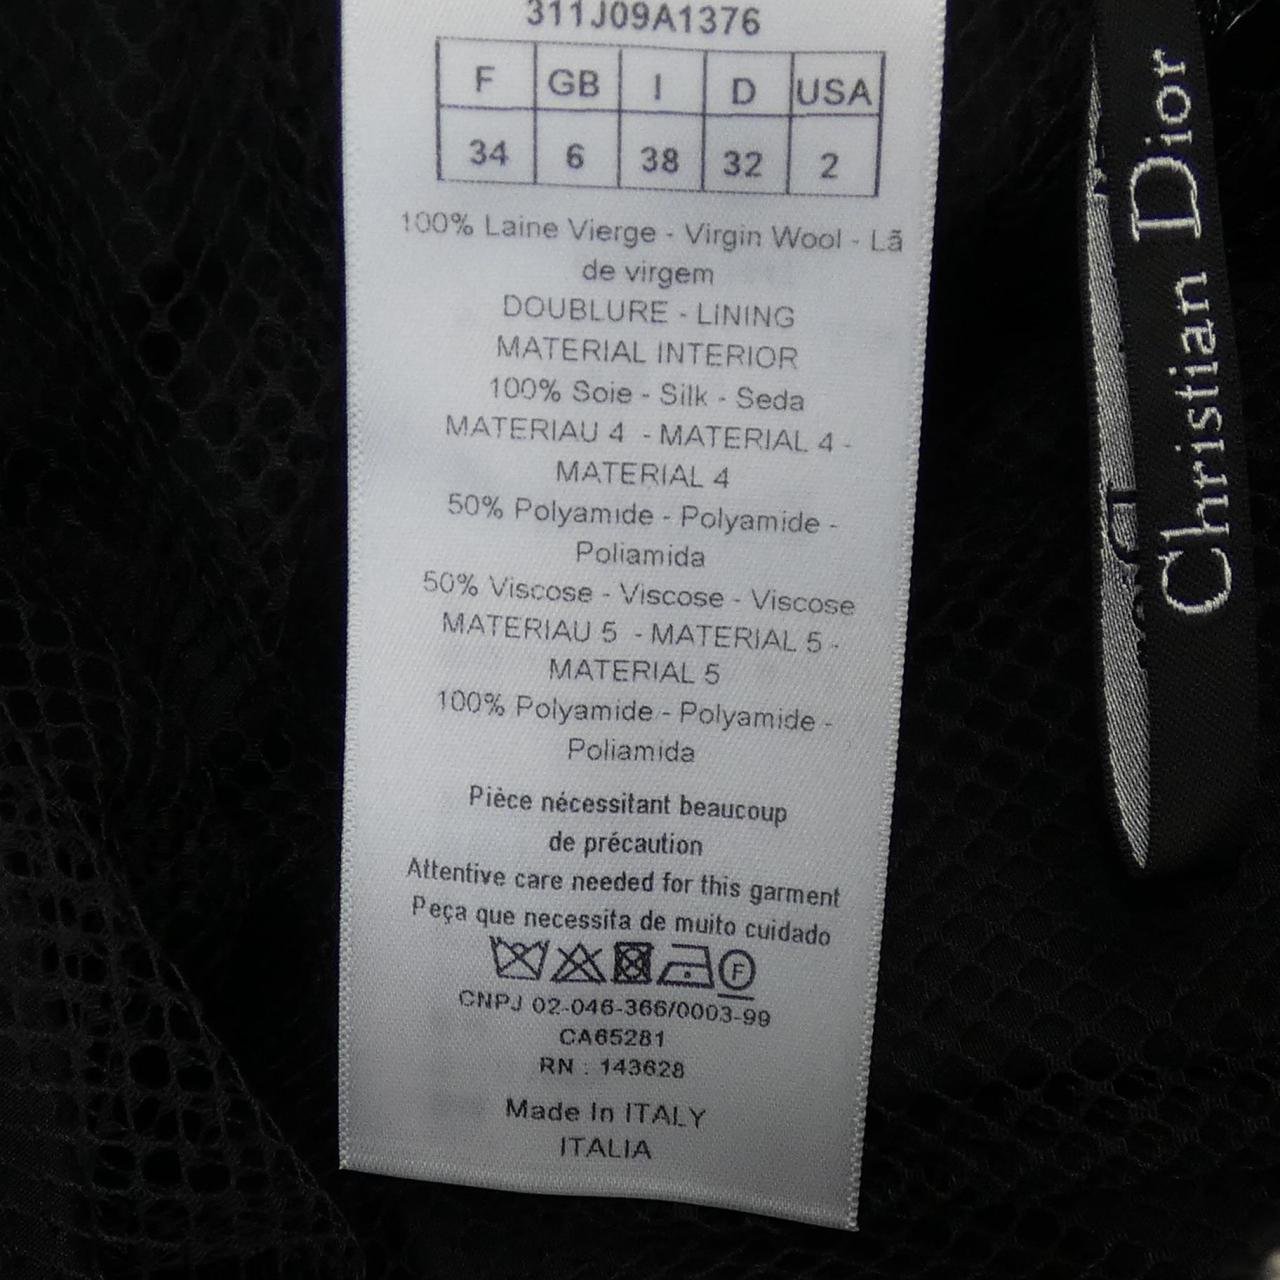 311J09A1376
F GB I D USA
34 6 38 32 2
100% Laine Vierge - Virgin Wool - Lã
de virgem
DOUBLURE - LINING
MATERIAL INTERIOR
100% Soie - Silk - Seda
MATERIAU 4 - MATERIAL 4 -
MATERIAL 4
50% Polyamide - Polyamide -
Poliamida
50% Viscose - Viscose - Viscose
MATERIAU 5 - MATERIAL 5 -
MATERIAL 5
100% Polyamide - Polyamide -
Poliamida
Pièce nécessitant beaucoup
de précaution
Attentive care needed for this garment
Peça que necessita de muito cuidado
F
CNPJ 02-046-366/0003-99
CA65281
RN : 143628
Made In ITALY
ITALIA
Christian Dior